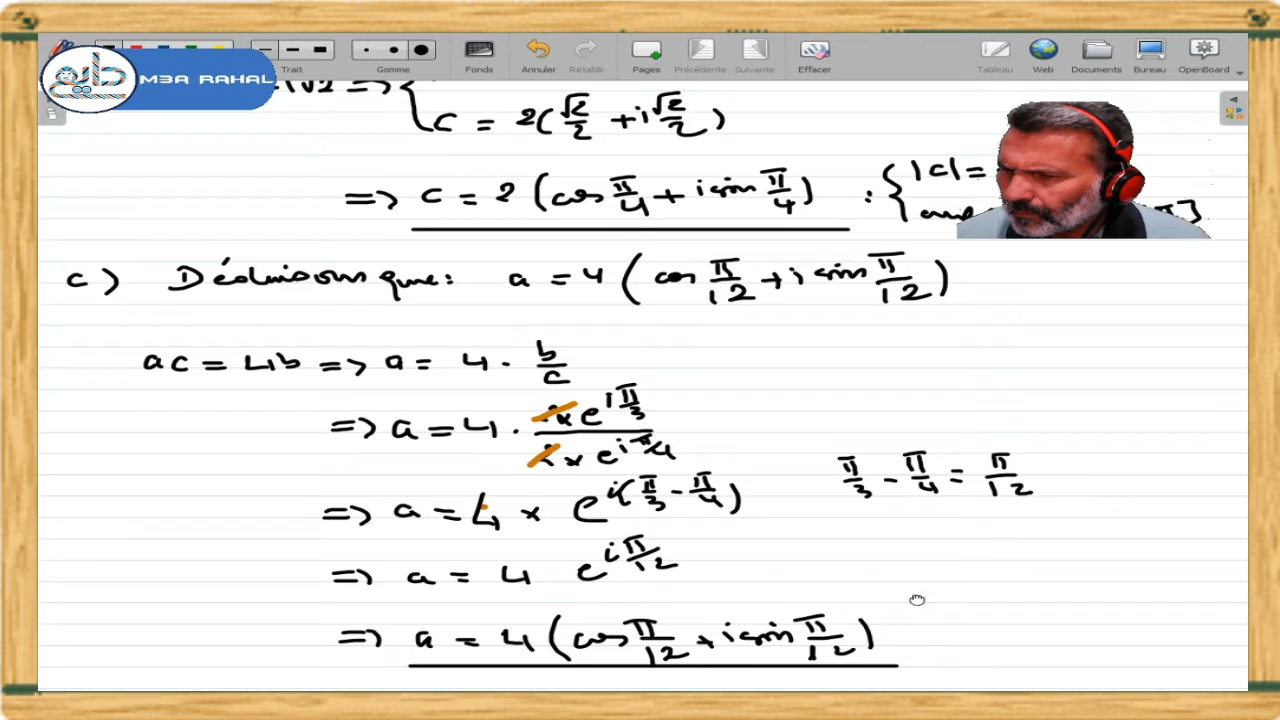 Trait
Gomme
Fonds
Annuler
Rétablir
Pages
Précédente
Suivante
Effacer
Tableau
Web
Documents
Bureau
OpenBoard
طايع
M3A RAHAL
√2 => {
C = 2(√2/2 + i√2/2)
=> C = 2 (cos π/4 + i sin π/4) : { |C| =
π]
c) Déduisons que : a = 4 (cos π/12 + i sin π/12)
ac = 4b => a = 4 · b/c
=> a = 4 · (2 × e^{iπ/3})/(2 × e^{iπ/4})
=> a = 4 × e^{i(π/3 - π/4)}
π/3 - π/4 = π/12
=> a = 4 e^{iπ/12}
=> a = 4 (cos π/12 + i sin π/12)